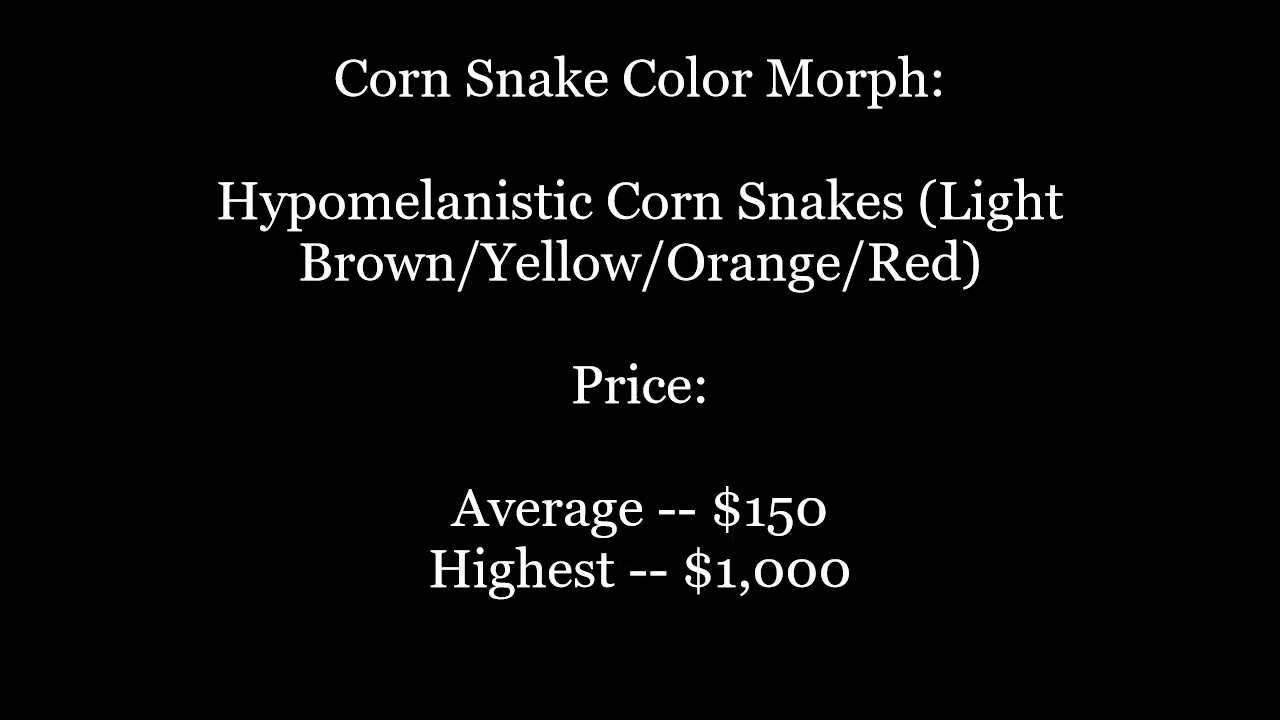 Corn Snake Color Morph:
Hypomelanistic Corn Snakes (Light
Brown/Yellow/Orange/Red)
Price:
Average -- $150
Highest -- $1,000